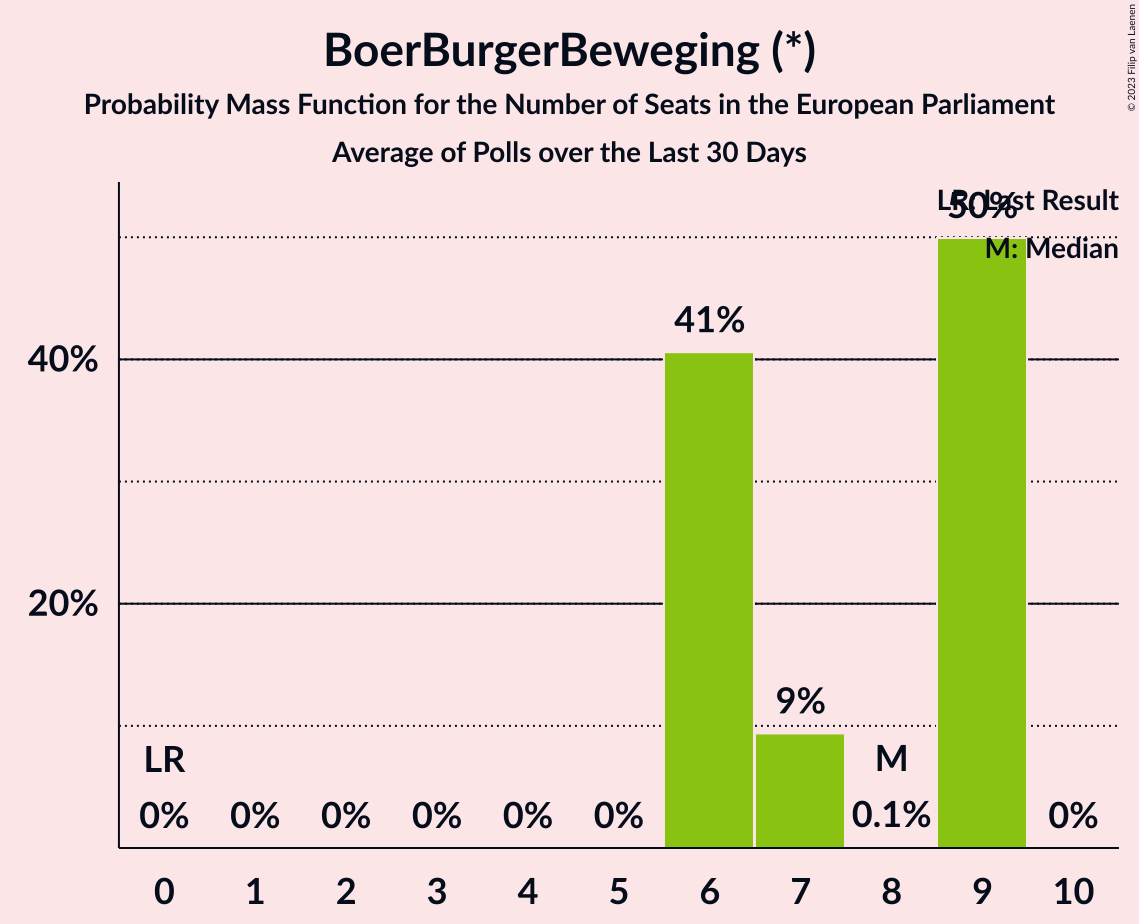 BoerBurgerBeweging (*)
Probability Mass Function for the Number of Seats in the European Parliament
Average of Polls over the Last 30 Days
© 2023 Filip van Laenen
LR: Last Result
M: Median
50%
41%
40%
20%
9%
LR
M
0% 0% 0% 0% 0% 0% 0.1% 0%
0 1 2 3 4 5 6 7 8 9 10